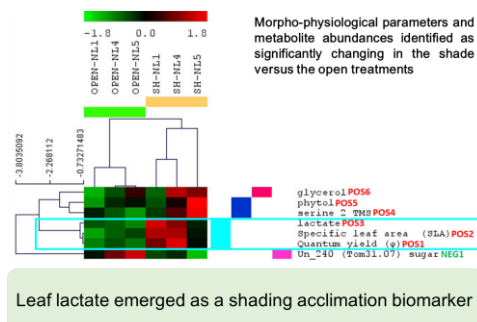 -1.8 0.0 1.8
OPEN-NL1
OPEN-NL4
OPEN-NL5
SH-NL1
SH-NL4
SH-NL5
Morpho-physiological parameters and
metabolite abundances identified as
significantly changing in the shade
versus the open treatments
-3.8035092
-2.268112
-0.73271483
glycerol POS6
phytol POS5
serine 2 TMS POS4
lactate POS3
Specific leaf area (SLA) POS2
Quantum yield (φ) POS1
Un_240 (Tom31.07) sugar NEG1
Leaf lactate emerged as a shading acclimation biomarker